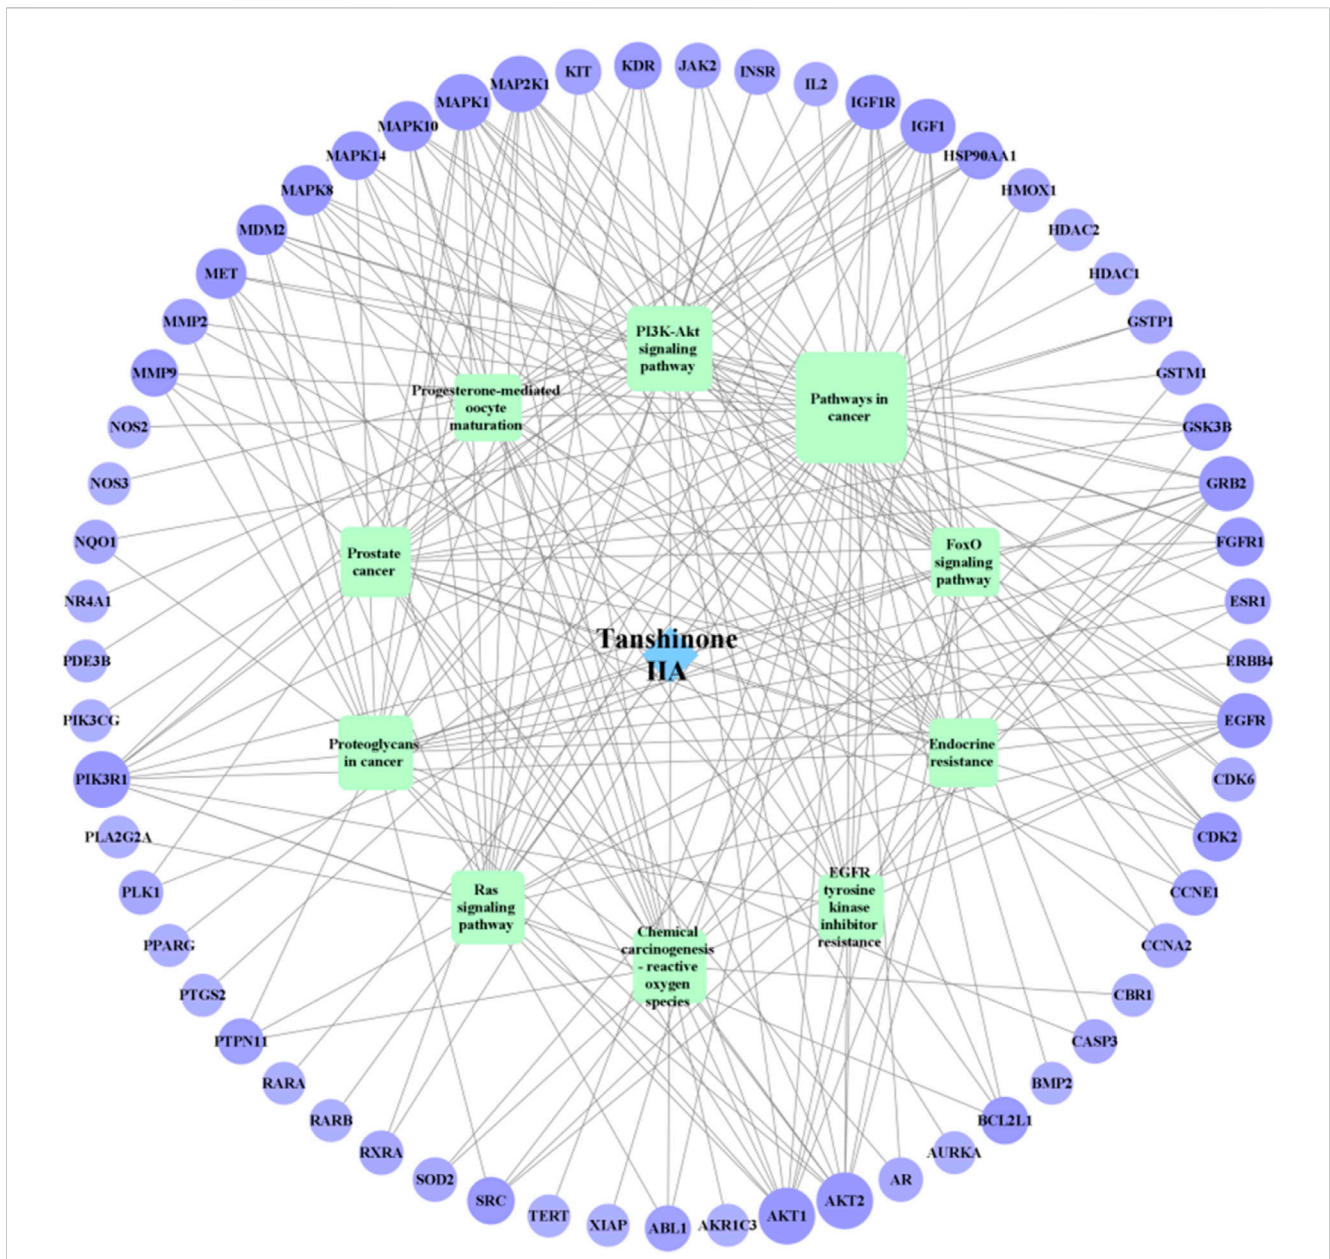 KIT
KDR
JAK2
INSR
IL2
IGF1R
IGF1
HSP90AA1
HMOX1
HDAC2
HDAC1
GSTP1
GSTM1
GSK3B
GRB2
FGFR1
ESR1
ERBB4
EGFR
CDK6
CDK2
CCNE1
CCNA2
CBR1
CASP3
BMP2
BCL2L1
AURKA
AR
AKT2
AKT1
AKR1C3
ABL1
XIAP
TERT
SRC
SOD2
RXRA
RARB
RARA
PTPN11
PTGS2
PPARG
PLK1
PLA2G2A
PIK3R1
PIK3CG
PDE3B
NR4A1
NQO1
NOS3
NOS2
MMP9
MMP2
MET
MDM2
MAPK8
MAPK14
MAPK10
MAPK1
MAP2K1
PI3K-Akt
signaling
pathway
Pathways in
cancer
FoxO
signaling
pathway
Endocrine
resistance
EGFR
tyrosine
kinase
inhibitor
resistance
Chemical
carcinogenesis
- reactive
oxygen
species
Ras
signaling
pathway
Proteoglycans
in cancer
Prostate
cancer
Progesterone-mediated
oocyte
maturation
Tanshinone
IIA